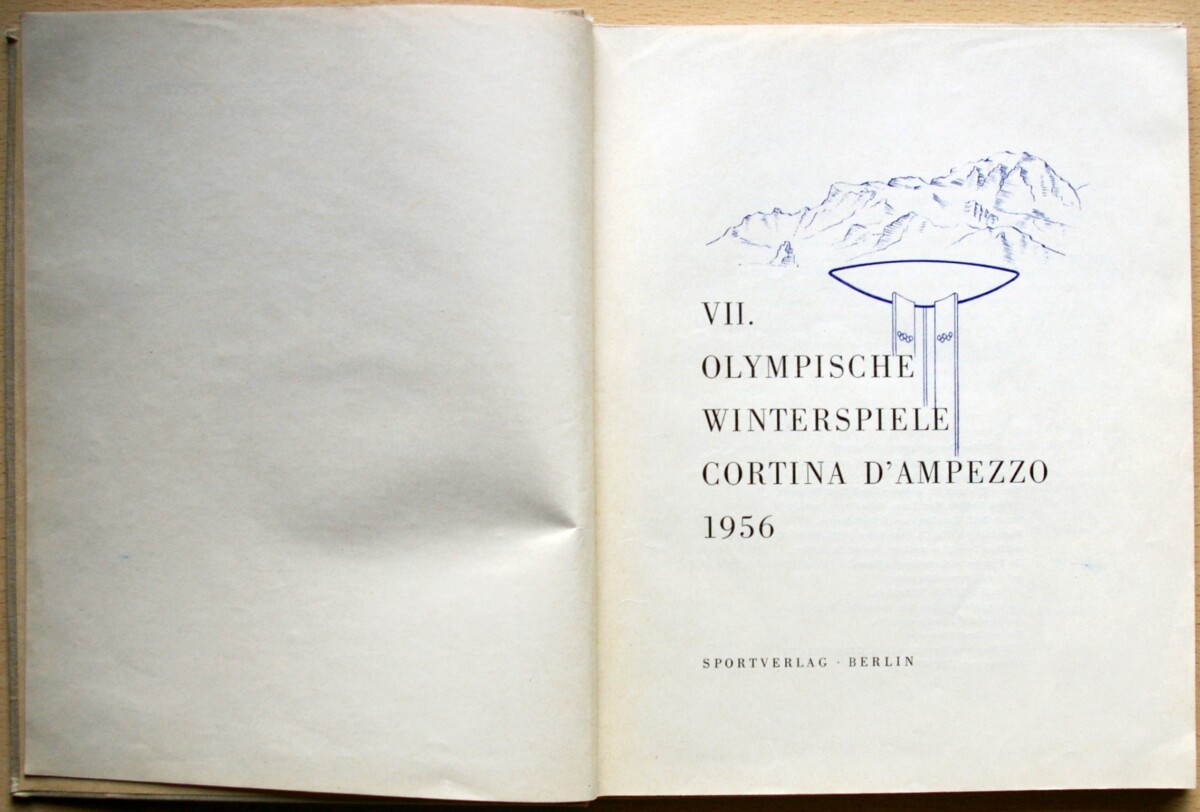 VII.
OLYMPISCHE
WINTERSPIELE
CORTINA D'AMPEZZO
1956
SPORTVERLAG · BERLIN